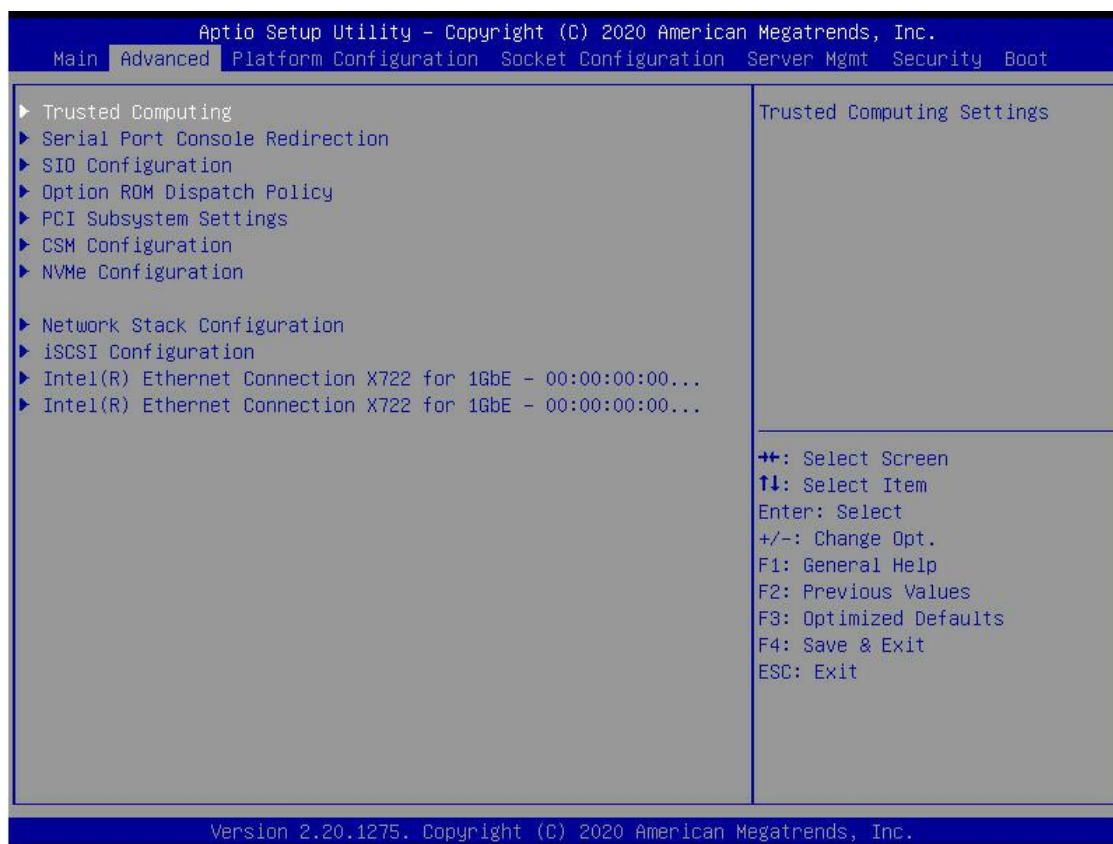 Aptio Setup Utility – Copyright (C) 2020 American Megatrends, Inc.
Main Advanced Platform Configuration Socket Configuration Server Mgmt Security Boot
▶ Trusted Computing
▶ Serial Port Console Redirection
▶ SIO Configuration
▶ Option ROM Dispatch Policy
▶ PCI Subsystem Settings
▶ CSM Configuration
▶ NVMe Configuration
▶ Network Stack Configuration
▶ iSCSI Configuration
▶ Intel(R) Ethernet Connection X722 for 1GbE – 00:00:00:00...
▶ Intel(R) Ethernet Connection X722 for 1GbE – 00:00:00:00...
Trusted Computing Settings
→←: Select Screen
↑↓: Select Item
Enter: Select
+/-: Change Opt.
F1: General Help
F2: Previous Values
F3: Optimized Defaults
F4: Save & Exit
ESC: Exit
Version 2.20.1275. Copyright (C) 2020 American Megatrends, Inc.